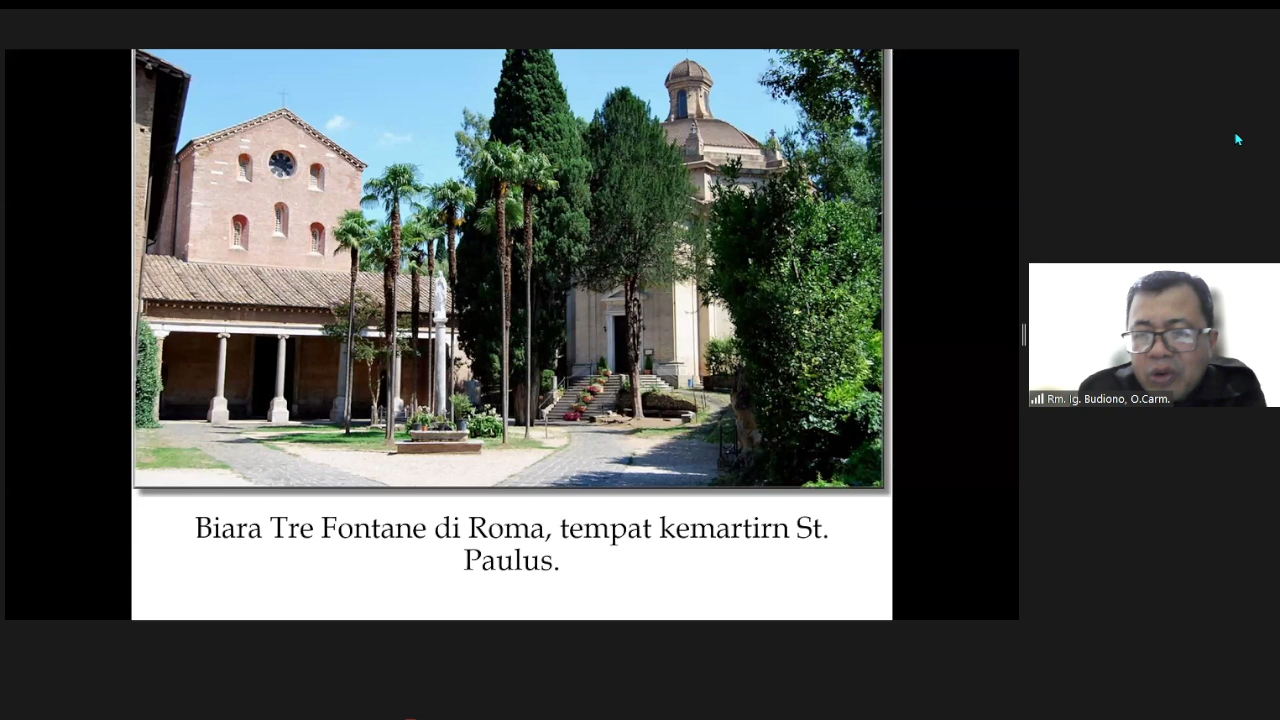 Biara Tre Fontane di Roma, tempat kemartirn St.
Paulus.
Rm. Ig. Budiono, O.Carm.